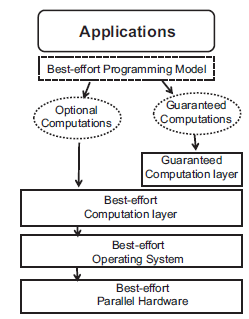 Applications
Best-effort Programming Model
Optional
Computations
Guaranteed
Computations
Guaranteed
Computation layer
Best-effort
Computation layer
Best-effort
Operating System
Best-effort
Parallel Hardware